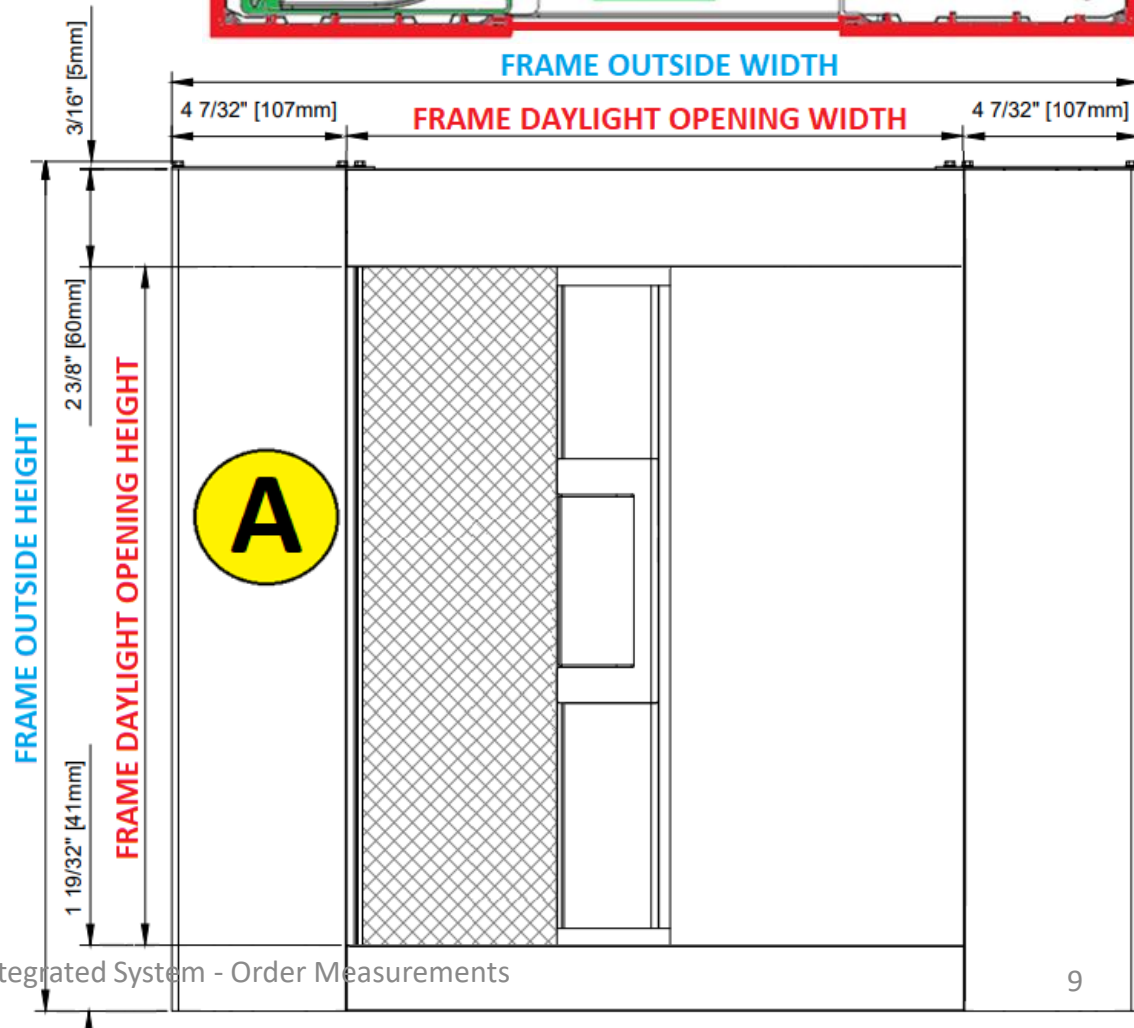 3/16" [5mm]
FRAME OUTSIDE WIDTH
4 7/32" [107mm]
FRAME DAYLIGHT OPENING WIDTH
4 7/32" [107mm]
2 3/8" [60mm]
FRAME OUTSIDE HEIGHT
FRAME DAYLIGHT OPENING HEIGHT
A
1 19/32" [41mm]
tegrated System - Order Measurements
9